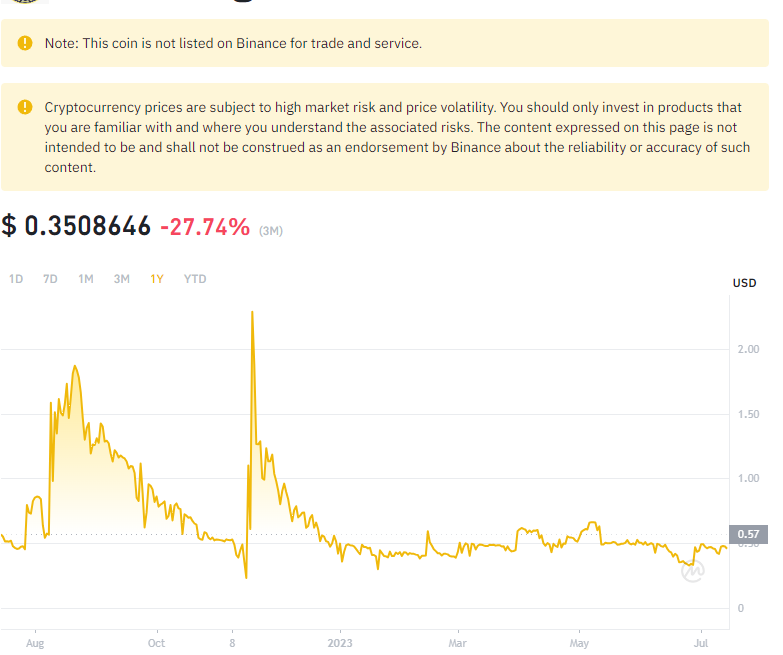 Note: This coin is not listed on Binance for trade and service.
Cryptocurrency prices are subject to high market risk and price volatility. You should only invest in products that
you are familiar with and where you understand the associated risks. The content expressed on this page is not
intended to be and shall not be construed as an endorsement by Binance about the reliability or accuracy of such
content.
$ 0.3508646 -27.74% (3M)
1D 7D 1M 3M 1Y YTD
USD
2.00
1.50
1.00
0.57
0.50
0
Aug Oct 8 2023 Mar May Jul